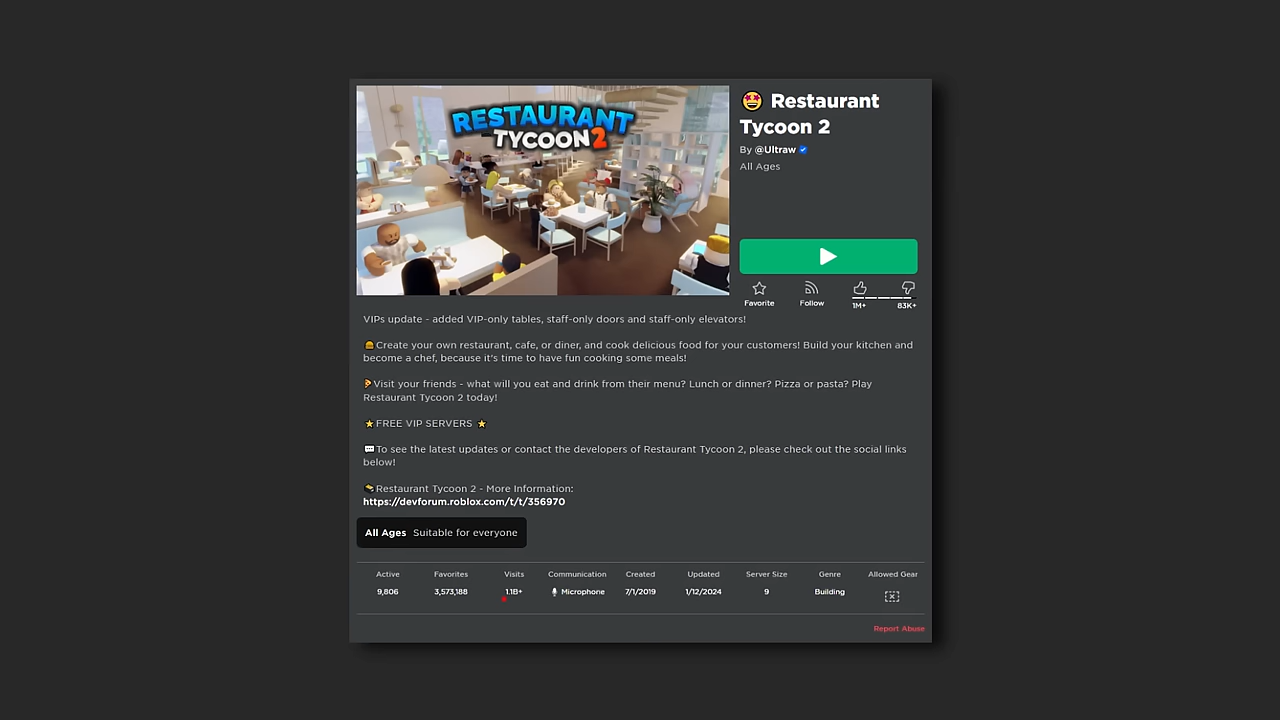 RESTAURANT
TYCOON 2
🤩 Restaurant
Tycoon 2
By @Ultraw
All Ages
Favorite
Follow
1M+
83K+
VIPs update - added VIP-only tables, staff-only doors and staff-only elevators!
🍔Create your own restaurant, cafe, or diner, and cook delicious food for your customers! Build your kitchen and
become a chef, because it's time to have fun cooking some meals!
🍕Visit your friends - what will you eat and drink from their menu? Lunch or dinner? Pizza or pasta? Play
Restaurant Tycoon 2 today!
⭐FREE VIP SERVERS ⭐
💬To see the latest updates or contact the developers of Restaurant Tycoon 2, please check out the social links
below!
Restaurant Tycoon 2 - More Information:
https://devforum.roblox.com/t/t/356970
All Ages Suitable for everyone
Active Favorites Visits Communication Created Updated Server Size Genre Allowed Gear
9,806 3,573,188 1.1B+ Microphone 7/1/2019 1/12/2024 9 Building
Report Abuse